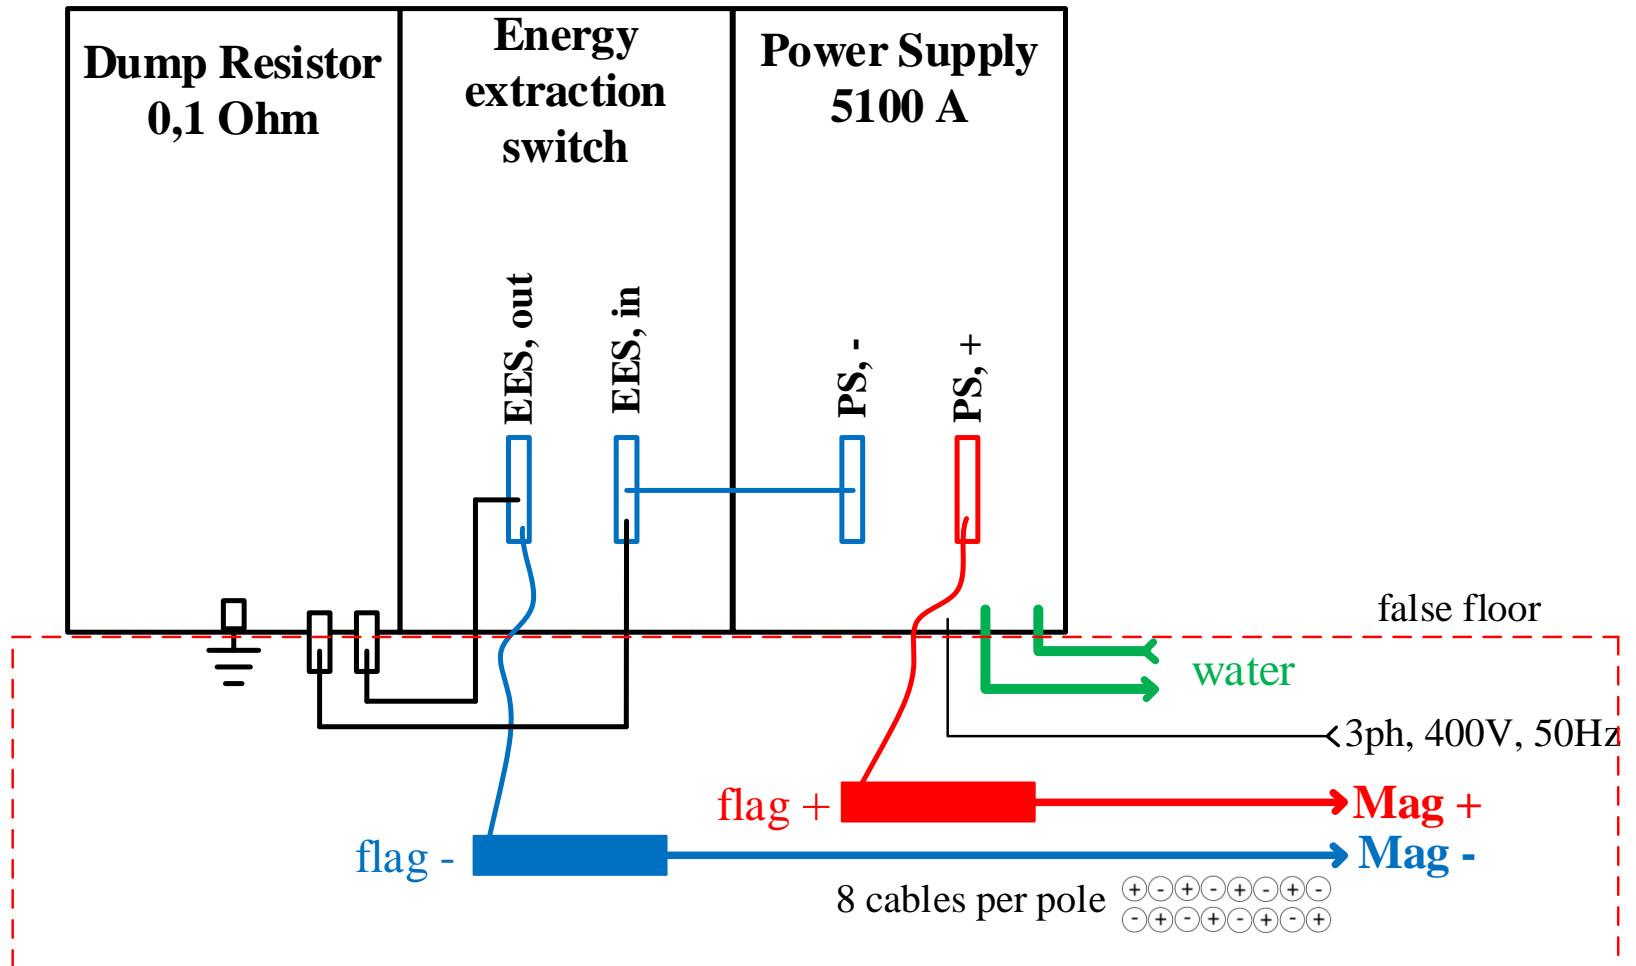 Dump Resistor
0,1 Ohm
Energy
extraction
switch
Power Supply
5100 A
EES, out
EES, in
PS, -
PS, +
false floor
water
3ph, 400V, 50Hz
flag +
Mag +
flag -
Mag -
8 cables per pole
+ - + - + - + -
- + - + - + - +